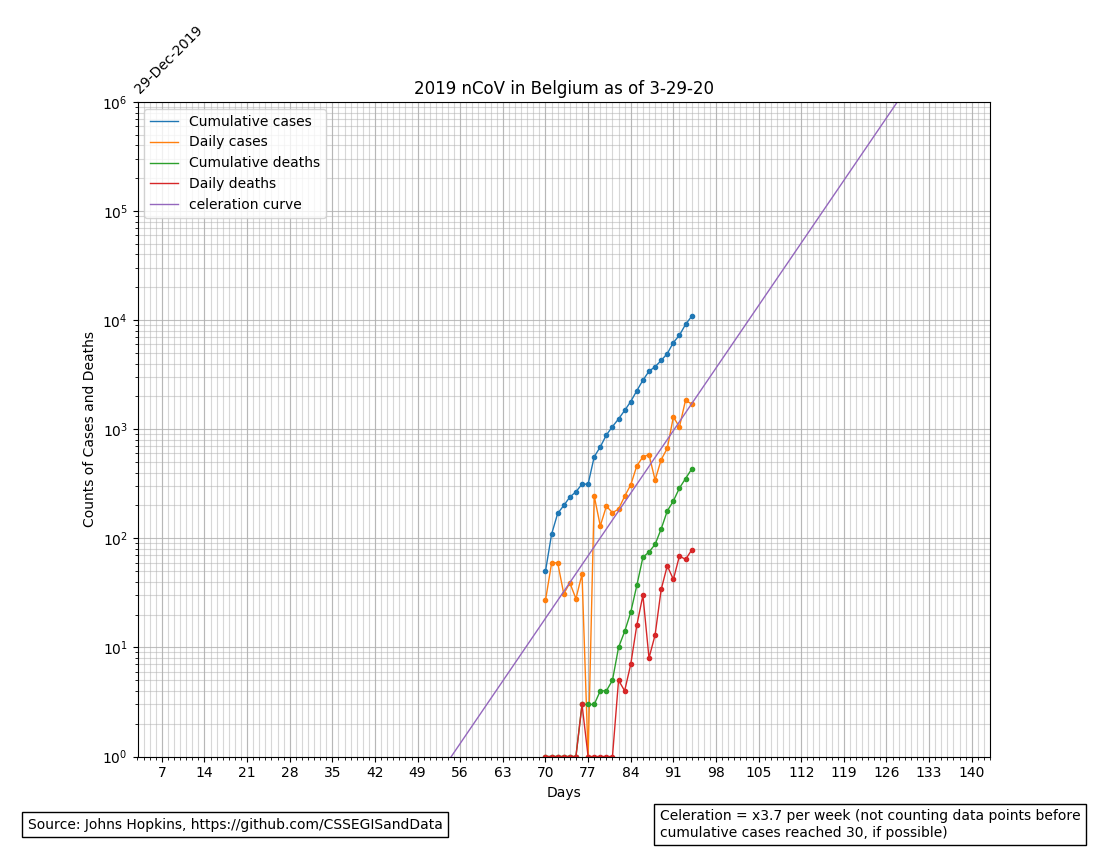 29-Dec-2019
2019 nCoV in Belgium as of 3-29-20
Cumulative cases
Daily cases
Cumulative deaths
Daily deaths
celeration curve
Counts of Cases and Deaths
10^6
10^5
10^4
10^3
10^2
10^1
10^0
7 14 21 28 35 42 49 56 63 70 77 84 91 98 105 112 119 126 133 140
Days
Source: Johns Hopkins, https://github.com/CSSEGISandData
Celeration = x3.7 per week (not counting data points before
cumulative cases reached 30, if possible)